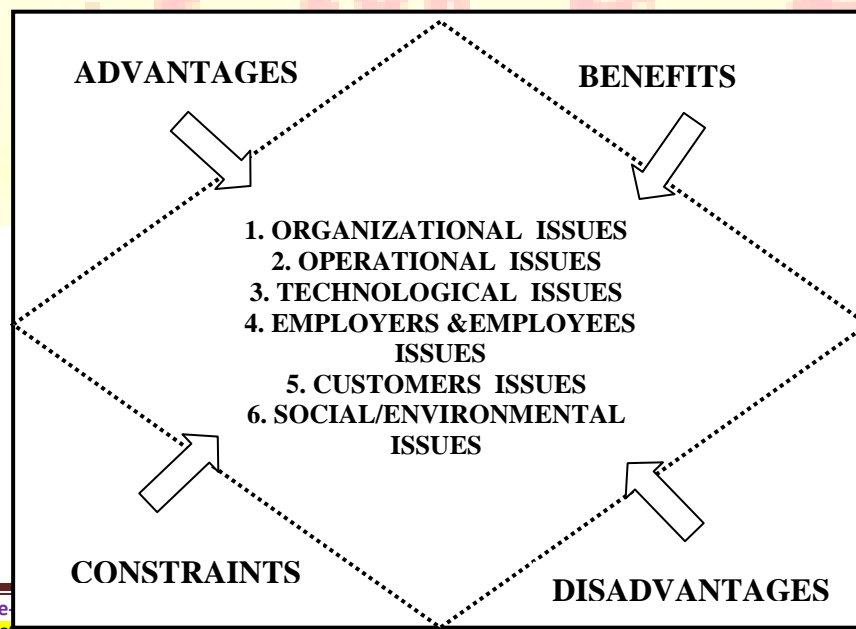 ADVANTAGES
BENEFITS
1. ORGANIZATIONAL ISSUES
2. OPERATIONAL ISSUES
3. TECHNOLOGICAL ISSUES
4. EMPLOYERS &EMPLOYEES
ISSUES
5. CUSTOMERS ISSUES
6. SOCIAL/ENVIRONMENTAL
ISSUES
CONSTRAINTS
DISADVANTAGES